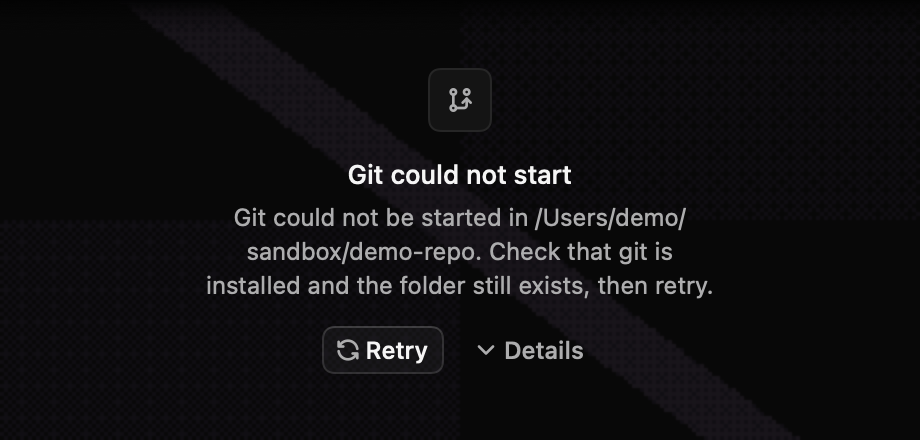 Git could not start
Git could not be started in /Users/demo/
sandbox/demo-repo. Check that git is
installed and the folder still exists, then retry.
Retry
Details